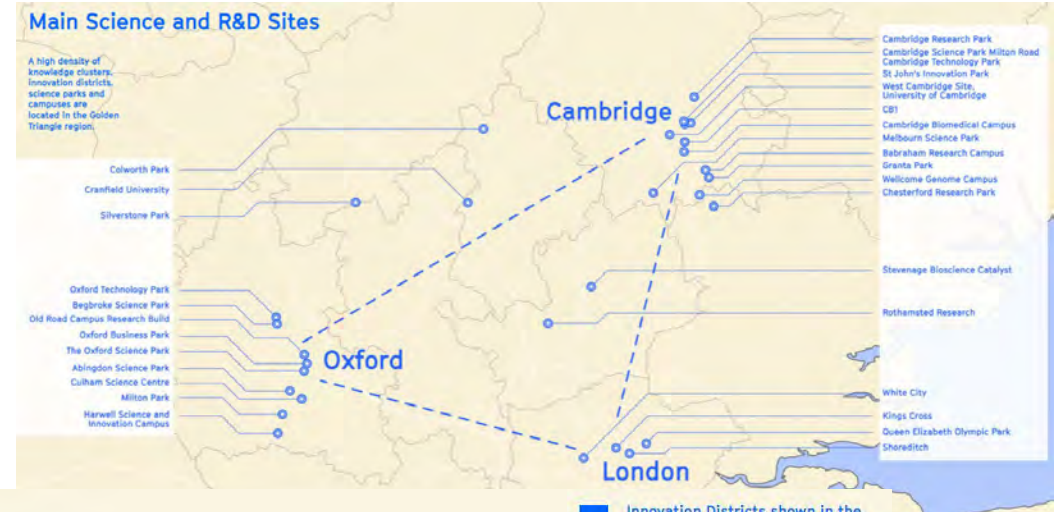 Main Science and R&D Sites
A high density of
knowledge clusters,
innovation districts,
science parks and
campuses are
located in the Golden
Triangle region.
Colworth Park
Cranfield University
Silverstone Park
Oxford Technology Park
Begbroke Science Park
Old Road Campus Research Build
Oxford Business Park
The Oxford Science Park
Abingdon Science Park
Culham Science Centre
Milton Park
Harwell Science and
Innovation Campus
Cambridge
Oxford
London
Cambridge Research Park
Cambridge Science Park Milton Road
Cambridge Technology Park
St John's Innovation Park
West Cambridge Site,
University of Cambridge
CB1
Cambridge Biomedical Campus
Melbourn Science Park
Babraham Research Campus
Granta Park
Wellcome Genome Campus
Chesterford Research Park
Stevenage Bioscience Catalyst
Rothamsted Research
White City
Kings Cross
Queen Elizabeth Olympic Park
Shoreditch
Innovation Districts shown in the